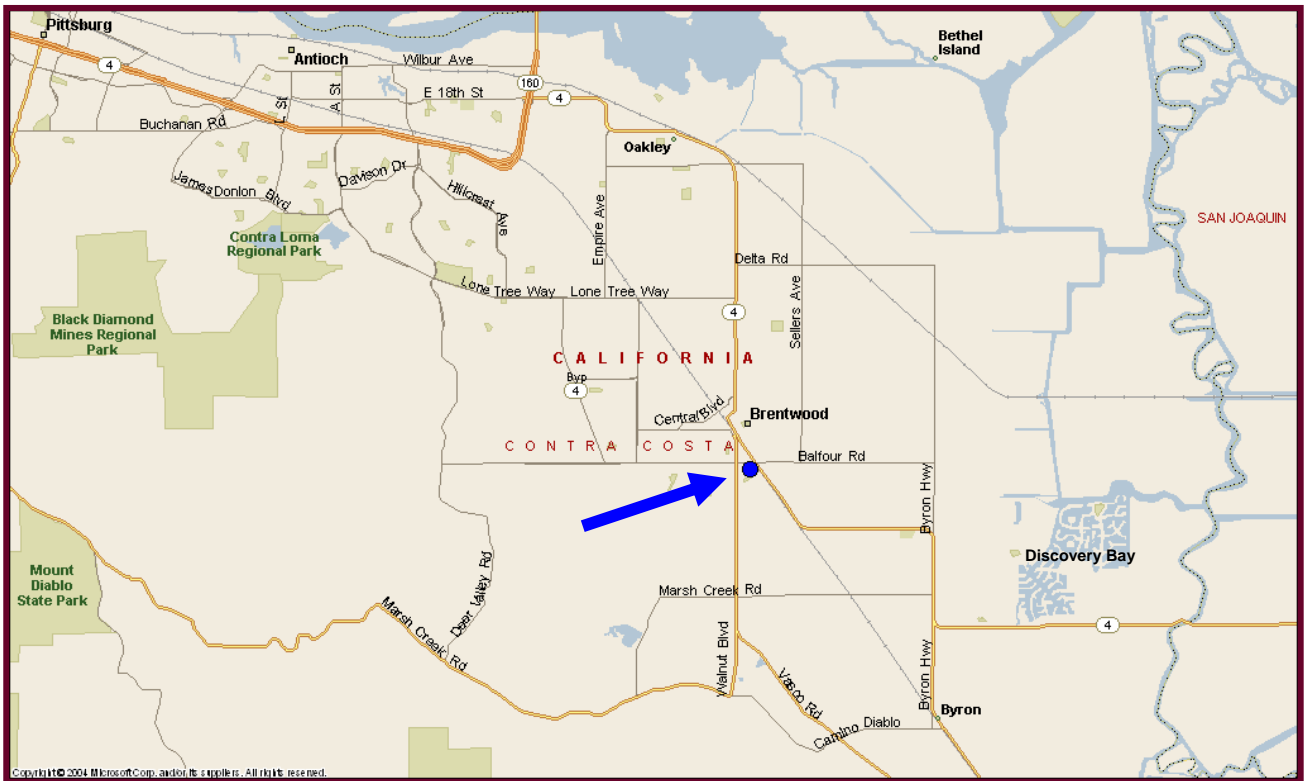 Pittsburg
Antioch
Wilbur Ave
Bethel
Island
4
160
4
L St
A St
E 18th St
Buchanan Rd
Oakley
Davison Dr
James Donlon Blvd
Hillcrest Ave
Empire Ave
SAN JOAQUIN
Contra Loma
Regional Park
Delta Rd
Lone Tree Way
Lone Tree Way
Sellers Ave
4
Black Diamond
Mines Regional
Park
CALIFORNIA
Byp
4
Central Blvd
Brentwood
CONTRA COSTA
Balfour Rd
Byron Hwy
Discovery Bay
Mount
Diablo
State Park
Deer Valley Rd
Marsh Creek Rd
Marsh Creek Rd
4
Walnut Blvd
Vasco Rd
Byron Hwy
Byron
Camino Diablo
Copyright © 2004 Microsoft Corp. and/or its suppliers. All rights reserved.